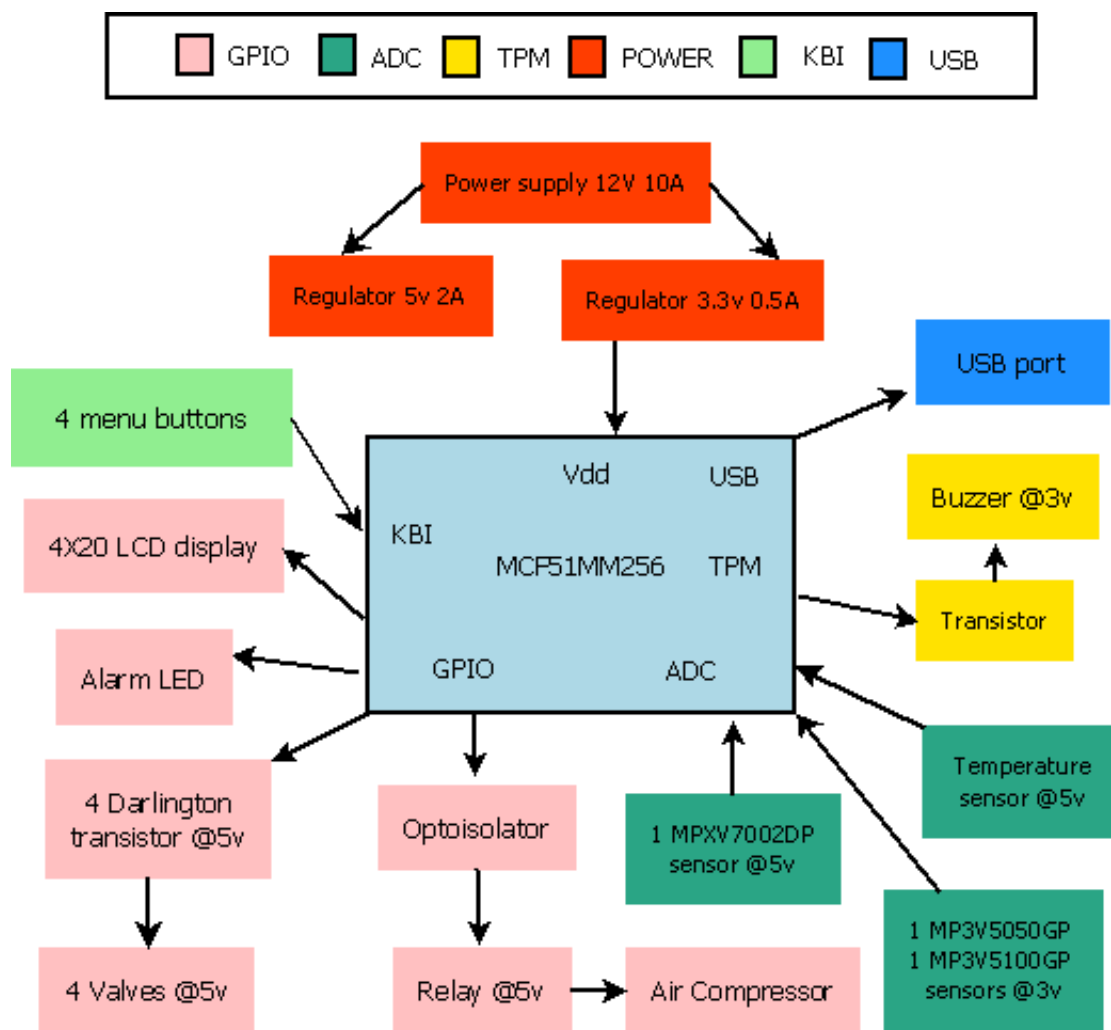 GPIO ADC TPM POWER KBI USB
Power supply 12V 10A
Regulator 5v 2A
Regulator 3.3v 0.5A
USB port
4 menu buttons
Vdd
USB
Buzzer @3v
KBI
4X20 LCD display
MCF51MM256
TPM
Transistor
Alarm LED
GPIO
ADC
Temperature
sensor @5v
4 Darlington
transistor @5v
Optoisolator
1 MPXV7002DP
sensor @5v
1 MP3V5050GP
1 MP3V5100GP
sensors @3v
4 Valves @5v
Relay @5v
Air Compressor